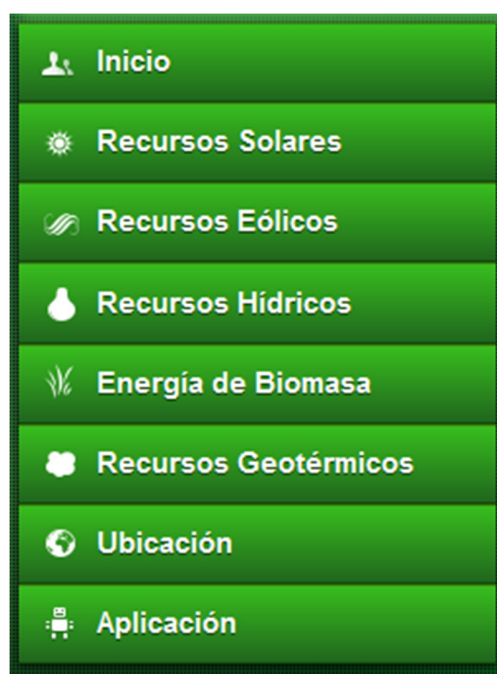 Inicio
Recursos Solares
Recursos Eólicos
Recursos Hídricos
Energía de Biomasa
Recursos Geotérmicos
Ubicación
Aplicación